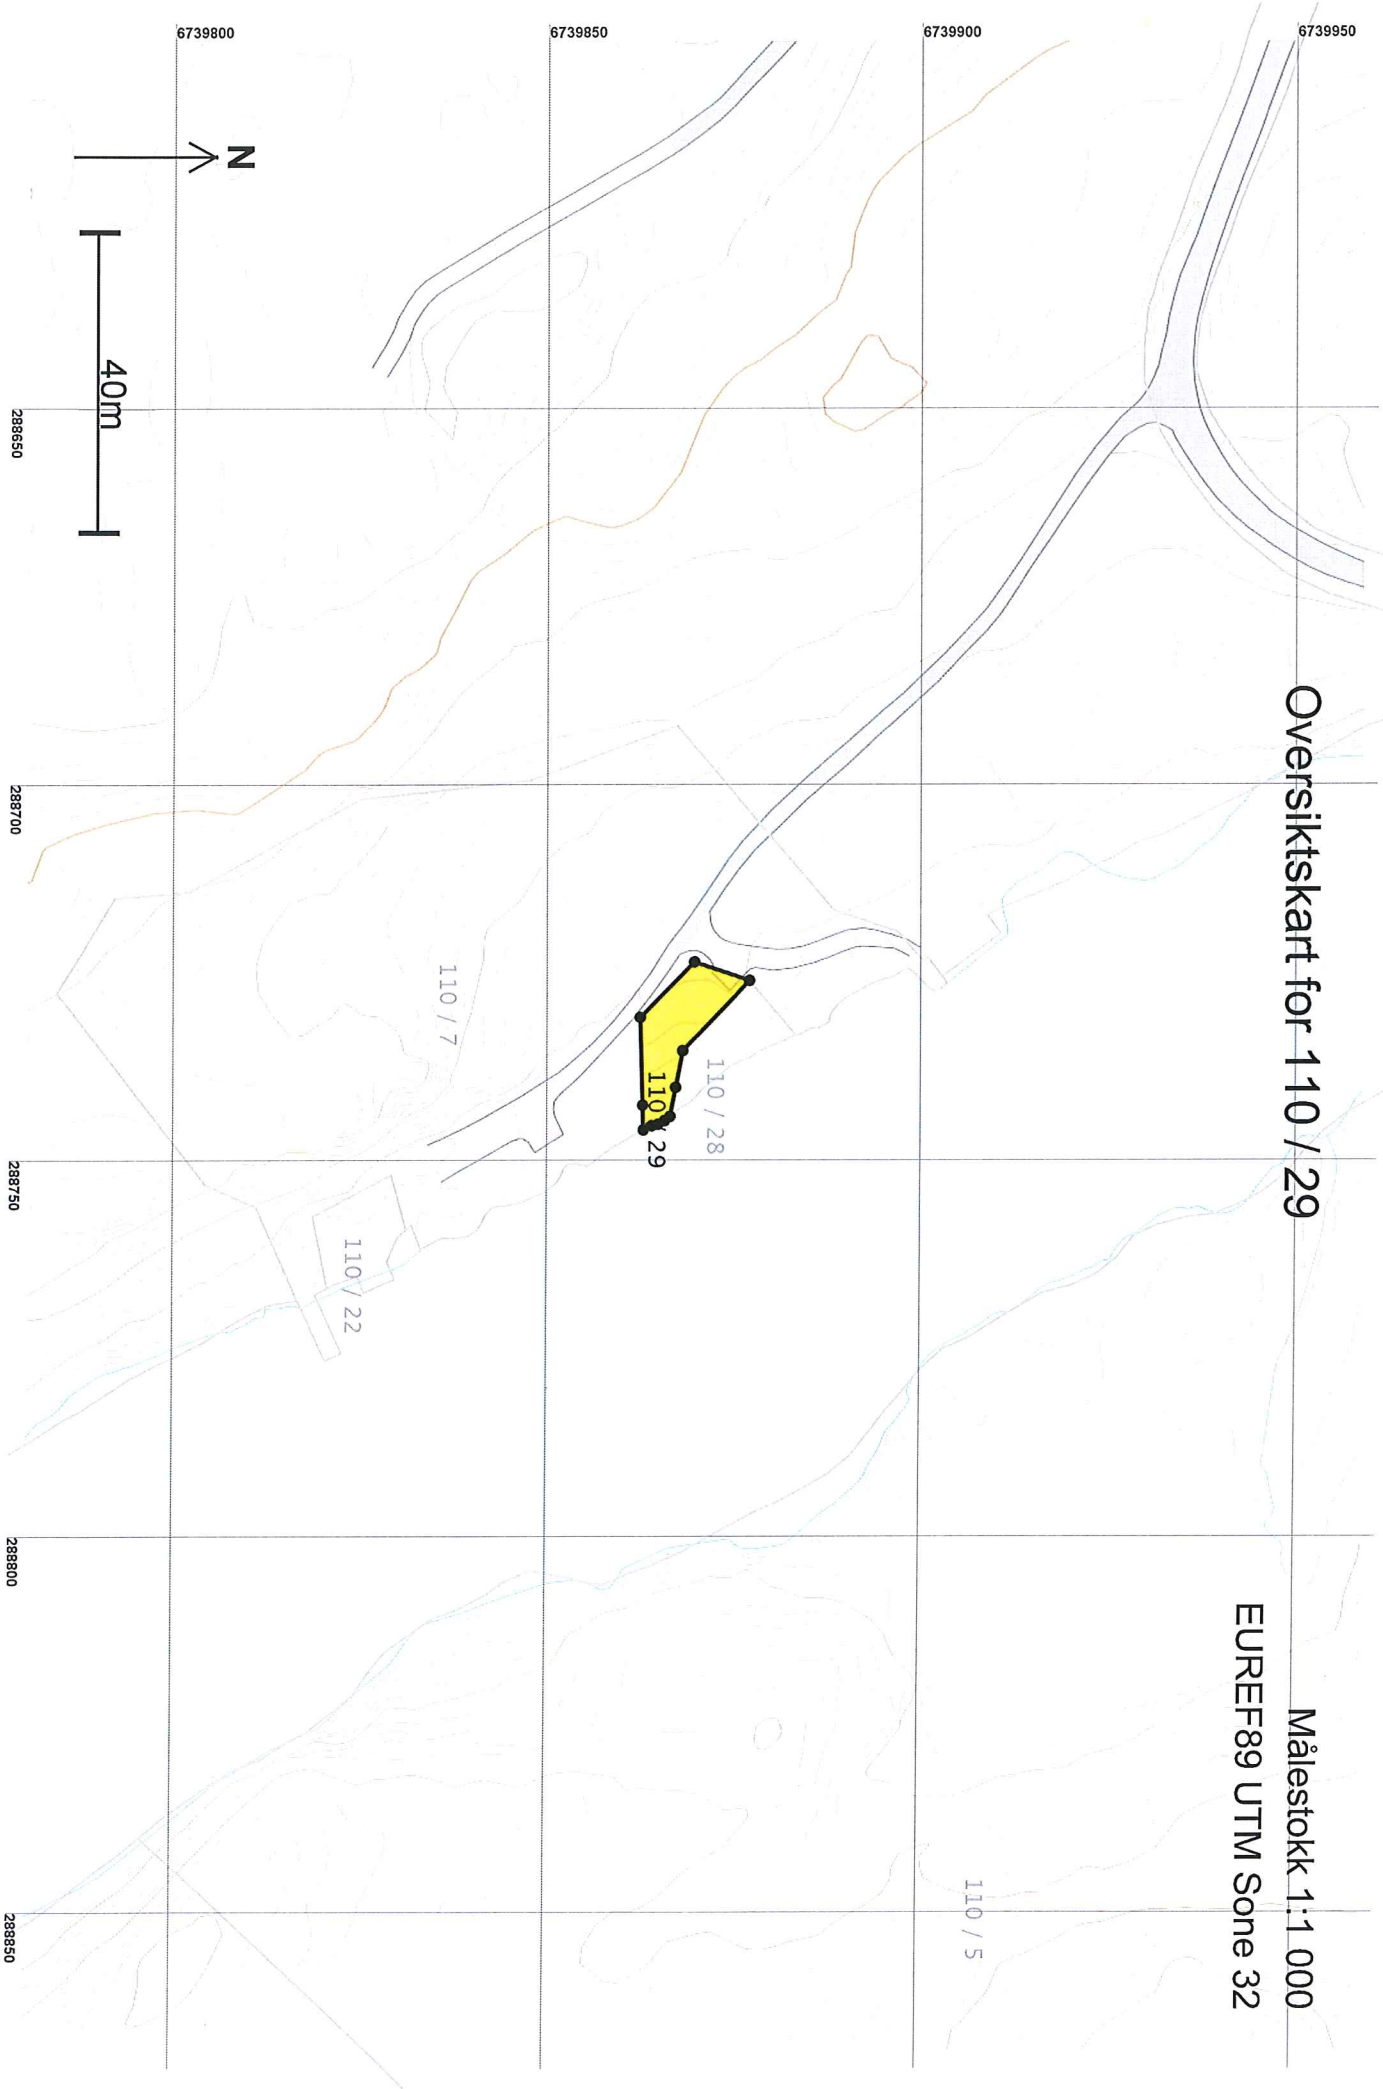 Oversiktskart for 110 / 29
Målestokk 1:1 000
EUREF89 UTM Sone 32
6739950
6739900
6739850
6739800
N
40m
110 / 5
110 / 28
110 / 29
110 / 7
110 / 22
288650
288700
288750
288800
288850